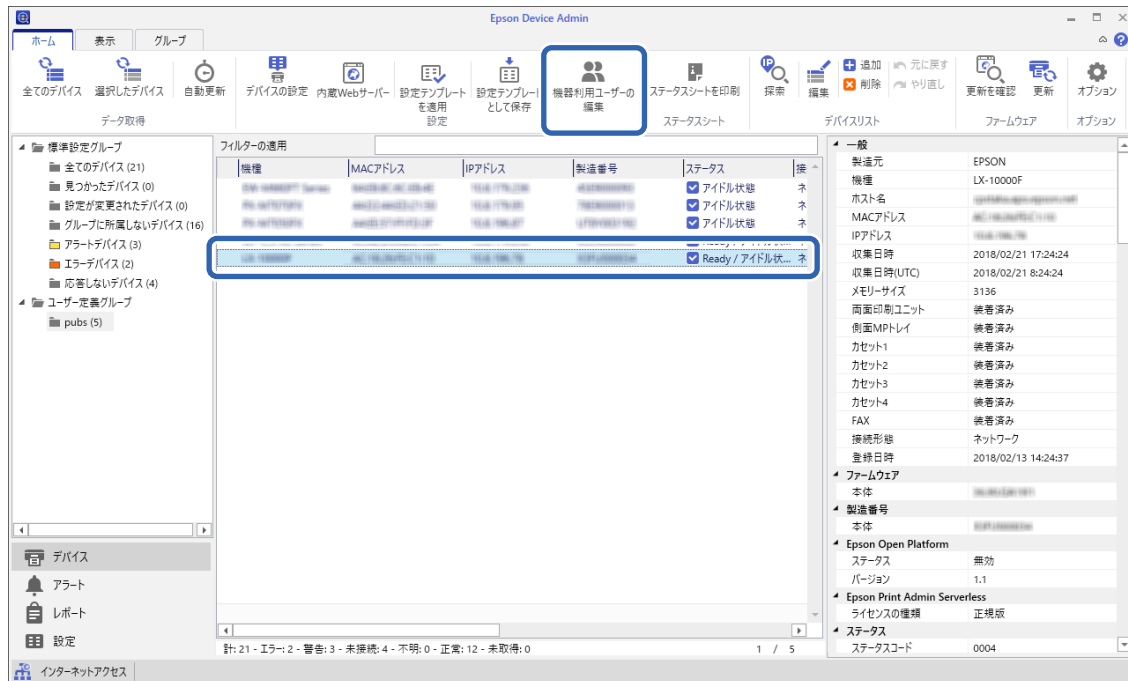 Epson Device Admin
ホーム 表示 グループ
全てのデバイス 選択したデバイス 自動更新
データ取得
デバイスの設定 内蔵Webサーバー 設定テンプレートを適用 設定テンプレートとして保存 機器利用ユーザーの編集
設定
ステータスシートを印刷
ステータスシート
探索 編集 追加 元に戻す
削除 やり直し
デバイスリスト
更新を確認 更新
ファームウェア
オプション
オプション
標準設定グループ
全てのデバイス (21)
見つかったデバイス (0)
設定が変更されたデバイス (0)
グループに所属しないデバイス (16)
アラートデバイス (3)
エラーデバイス (2)
応答しないデバイス (4)
ユーザー定義グループ
pubs (5)
デバイス
アラート
レポート
設定
インターネットアクセス
フィルターの適用
機種 MACアドレス IPアドレス 製造番号 ステータス 接
アイドル状態 ネ
アイドル状態 ネ
アイドル状態 ネ
Ready / アイドル状... ネ
計: 21 - エラー: 2 - 警告: 3 - 未接続: 4 - 不明: 0 - 正常: 12 - 未取得: 0 1 / 5
一般
製造元 EPSON
機種 LX-10000F
ホスト名
MACアドレス
IPアドレス
収集日時 2018/02/21 17:24:24
収集日時(UTC) 2018/02/21 8:24:24
メモリーサイズ 3136
両面印刷ユニット 装着済み
側面MPトレイ 装着済み
カセット1 装着済み
カセット2 装着済み
カセット3 装着済み
カセット4 装着済み
FAX 装着済み
接続形態 ネットワーク
登録日時 2018/02/13 14:24:37
ファームウェア
本体
製造番号
本体
Epson Open Platform
ステータス 無効
バージョン 1.1
Epson Print Admin Serverless
ライセンスの種類 正規版
ステータス
ステータスコード 0004